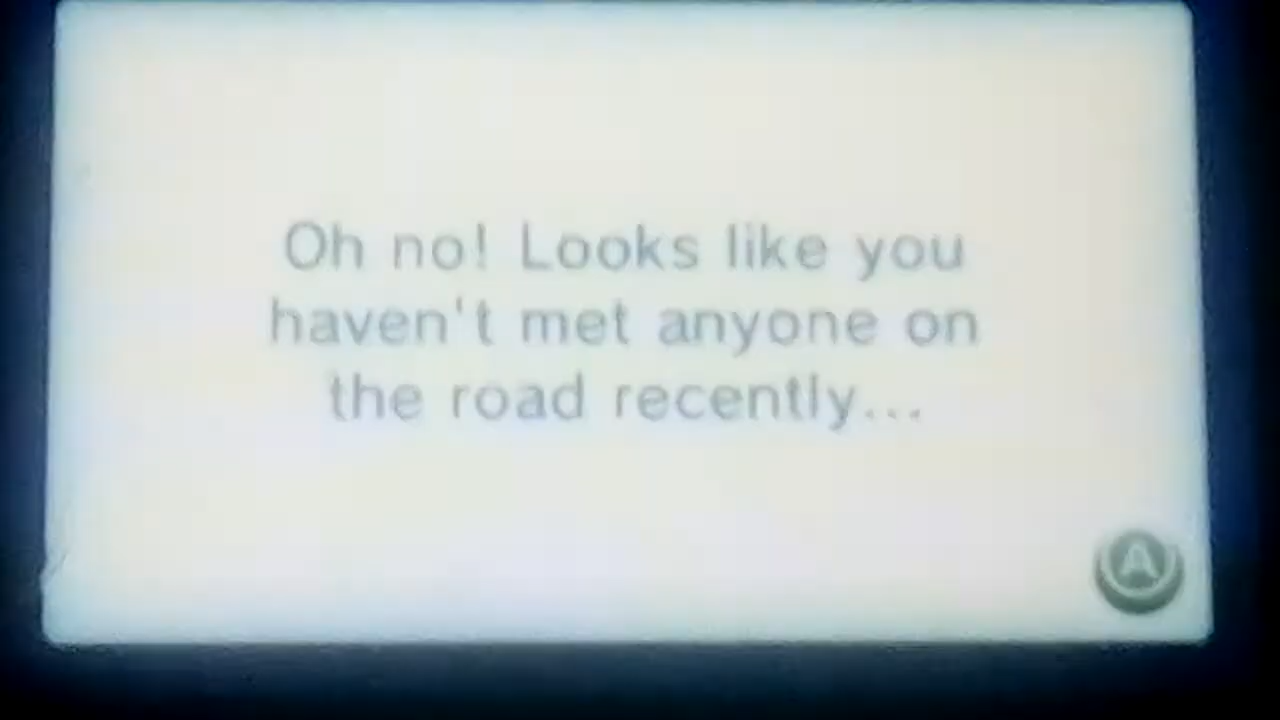 Oh no! Looks like you
haven't met anyone on
the road recently...
A